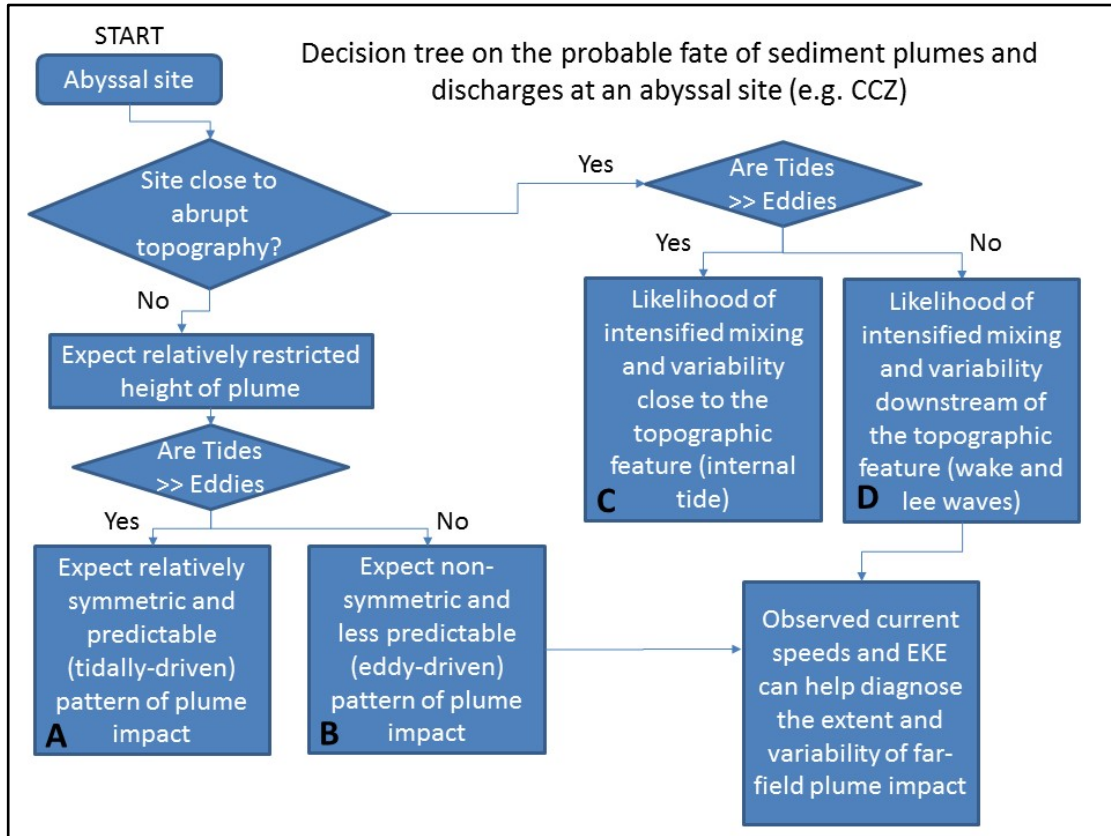 START
Abyssal site
Decision tree on the probable fate of sediment plumes and
discharges at an abyssal site (e.g. CCZ)
Site close to
abrupt
topography?
Yes
Are Tides
>> Eddies
Yes
No
Likelihood of
intensified mixing
and variability
close to the
topographic
feature (internal
tide)
C
Likelihood of
intensified mixing
and variability
downstream of
the topographic
feature (wake and
lee waves)
D
No
Expect relatively restricted
height of plume
Are Tides
>> Eddies
Yes
No
Expect relatively
symmetric and
predictable
(tidally-driven)
pattern of plume
impact
A
Expect non-
symmetric and
less predictable
(eddy-driven)
pattern of plume
impact
B
Observed current
speeds and EKE
can help diagnose
the extent and
variability of far-
field plume impact